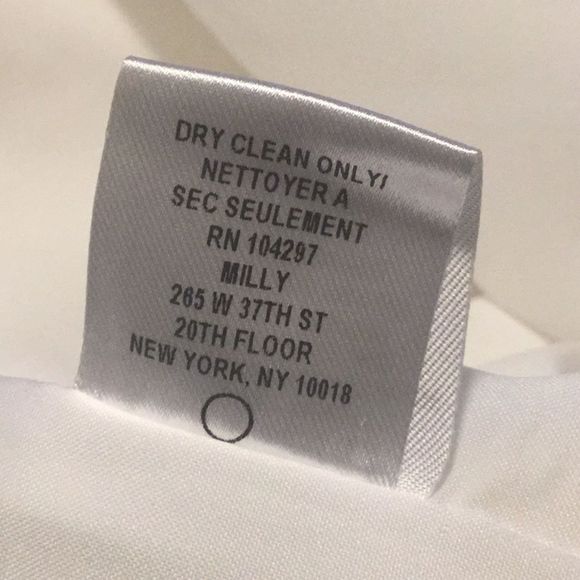 DRY CLEAN ONLY/
NETTOYER A
SEC SEULEMENT
RN 104297
MILLY
265 W 37TH ST
20TH FLOOR
NEW YORK, NY 10018